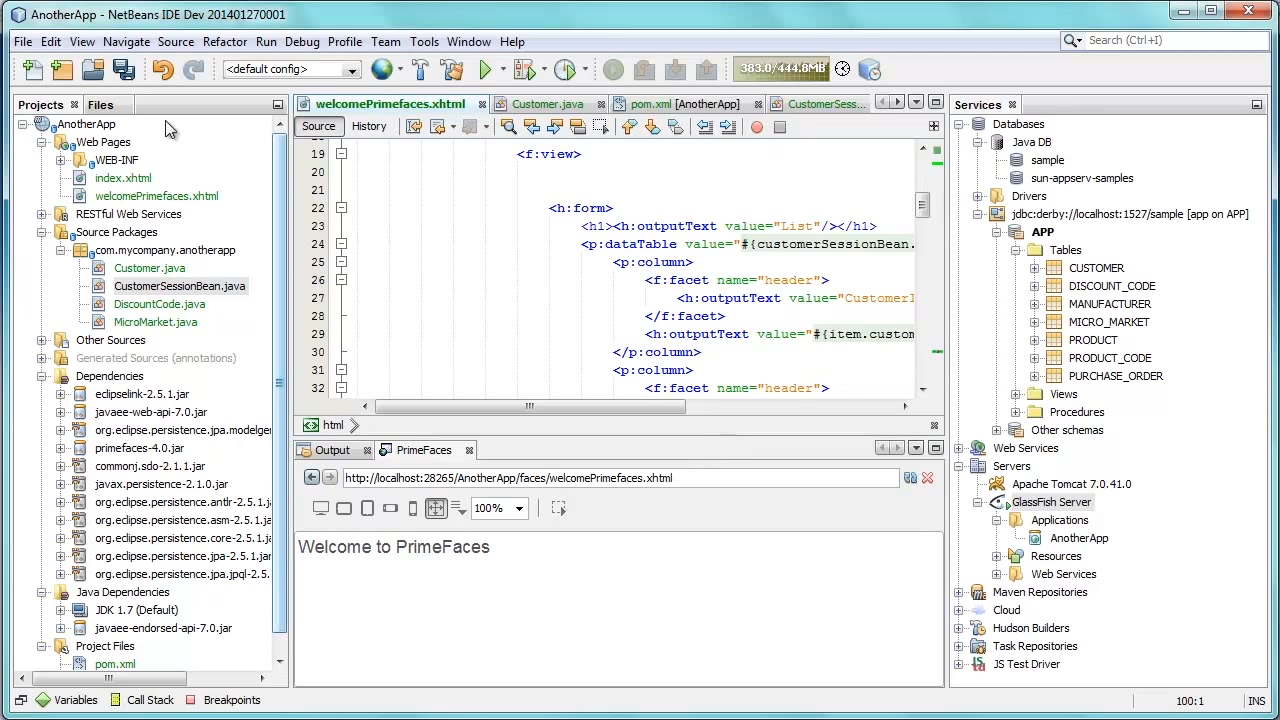 AnotherApp - NetBeans IDE Dev 201401270001
File Edit View Navigate Source Refactor Run Debug Profile Team Tools Window Help
Search (Ctrl+I)
<default config>
383.0/444.8MB
Projects
Files
AnotherApp
Web Pages
WEB-INF
index.xhtml
welcomePrimefaces.xhtml
RESTful Web Services
Source Packages
com.mycompany.anotherapp
Customer.java
CustomerSessionBean.java
DiscountCode.java
MicroMarket.java
Other Sources
Generated Sources (annotations)
Dependencies
eclipselink-2.5.1.jar
javaee-web-api-7.0.jar
org.eclipse.persistence.jpa.modelgen
primefaces-4.0.jar
commonj.sdo-2.1.1.jar
javax.persistence-2.1.0.jar
org.eclipse.persistence.antlr-2.5.1.ja
org.eclipse.persistence.asm-2.5.1.jar
org.eclipse.persistence.core-2.5.1.jar
org.eclipse.persistence.jpa-2.5.1.jar
org.eclipse.persistence.jpa.jpql-2.5.
Java Dependencies
JDK 1.7 (Default)
javaee-endorsed-api-7.0.jar
Project Files
pom.xml
welcomePrimefaces.xhtml
Customer.java
pom.xml [AnotherApp]
CustomerSess...
Source
History
19 <f:view>
20
21
22 <h:form>
23 <h1><h:outputText value="List"/></h1>
24 <p:dataTable value="#{customerSessionBean.
25 <p:column>
26 <f:facet name="header">
27 <h:outputText value="CustomerI
28 </f:facet>
29 <h:outputText value="#{item.custom
30 </p:column>
31 <p:column>
32 <f:facet name="header">
html
Output
PrimeFaces
http://localhost:28265/AnotherApp/faces/welcomePrimefaces.xhtml
100%
Welcome to PrimeFaces
Services
Databases
Java DB
sample
sun-appserv-samples
Drivers
jdbc:derby://localhost:1527/sample [app on APP]
APP
Tables
CUSTOMER
DISCOUNT_CODE
MANUFACTURER
MICRO_MARKET
PRODUCT
PRODUCT_CODE
PURCHASE_ORDER
Views
Procedures
Other schemas
Web Services
Servers
Apache Tomcat 7.0.41.0
GlassFish Server
Applications
AnotherApp
Resources
Web Services
Maven Repositories
Cloud
Hudson Builders
Task Repositories
JS Test Driver
Variables
Call Stack
Breakpoints
100:1
INS